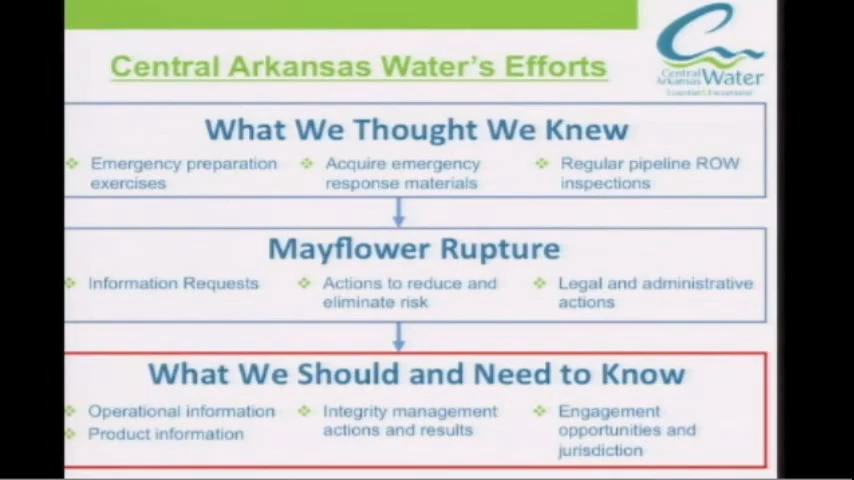 Central Arkansas Water's Efforts
Central
Arkansas Water
What We Thought We Knew
Emergency preparation
exercises
Acquire emergency
response materials
Regular pipeline ROW
inspections
Mayflower Rupture
Information Requests
Actions to reduce and
eliminate risk
Legal and administrative
actions
What We Should and Need to Know
Operational information
Product information
Integrity management
actions and results
Engagement
opportunities and
jurisdiction